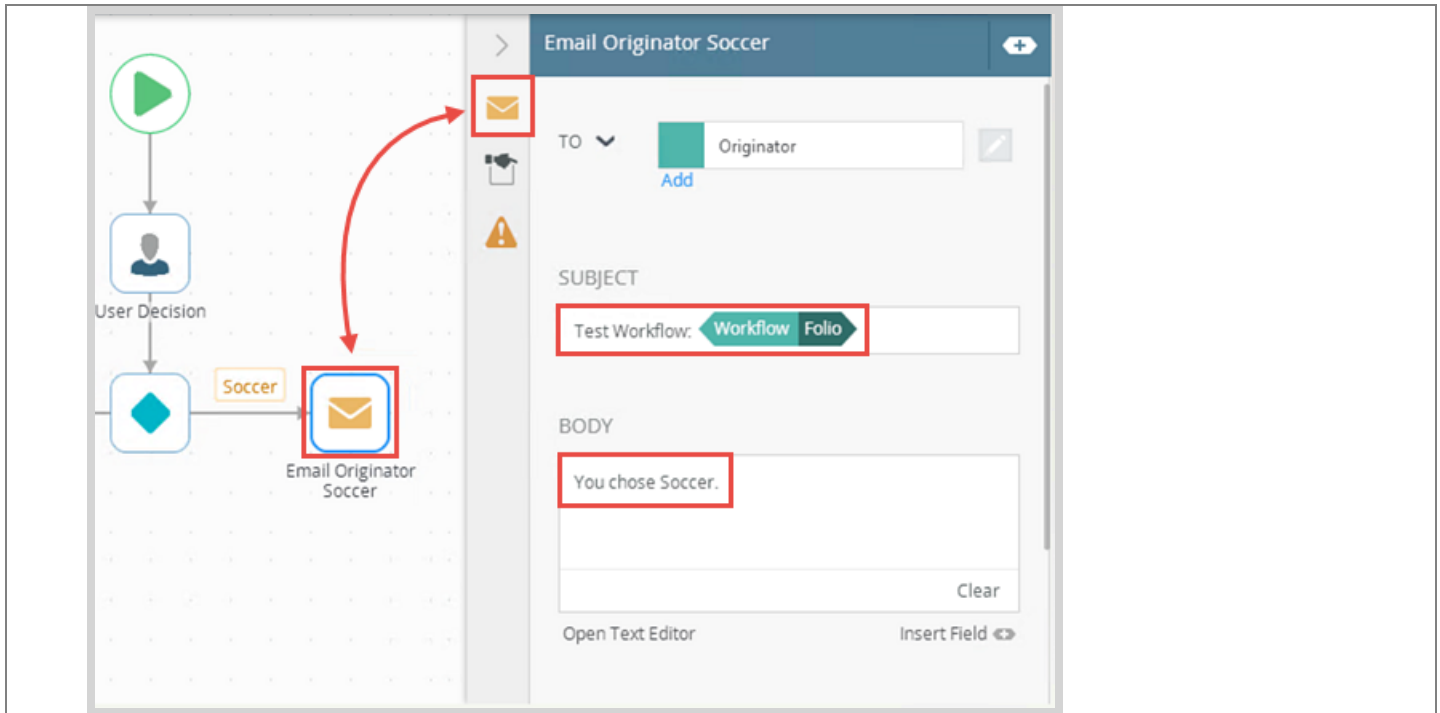 Email Originator Soccer
TO
Originator
Add
SUBJECT
Test Workflow: Workflow Folio
BODY
You chose Soccer.
Clear
Open Text Editor
Insert Field
User Decision
Soccer
Email Originator
Soccer